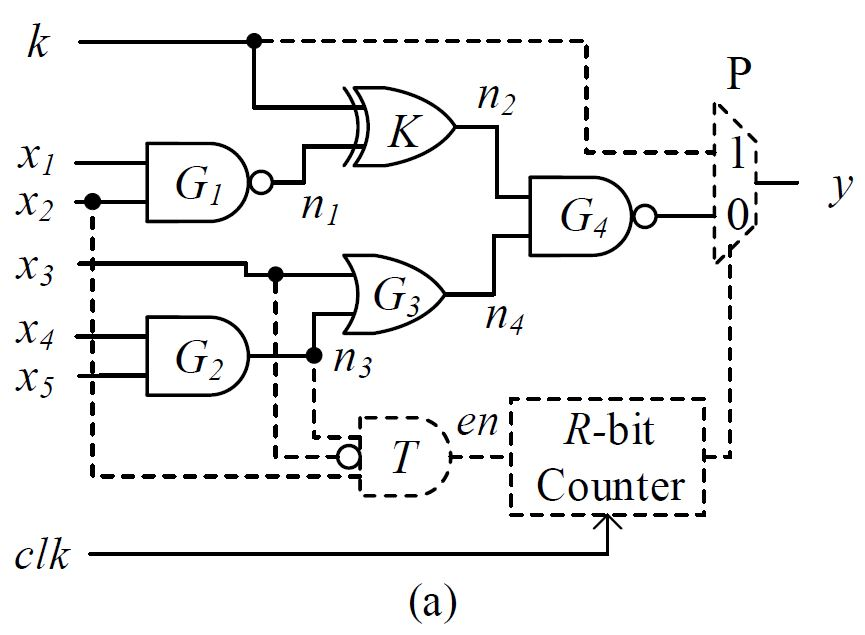 k
P
n2
K
1
x1
G1
y
x2
n1
G4
0
x3
G3
n4
x4
G2
n3
x5
en
R-bit
T
Counter
clk
(a)